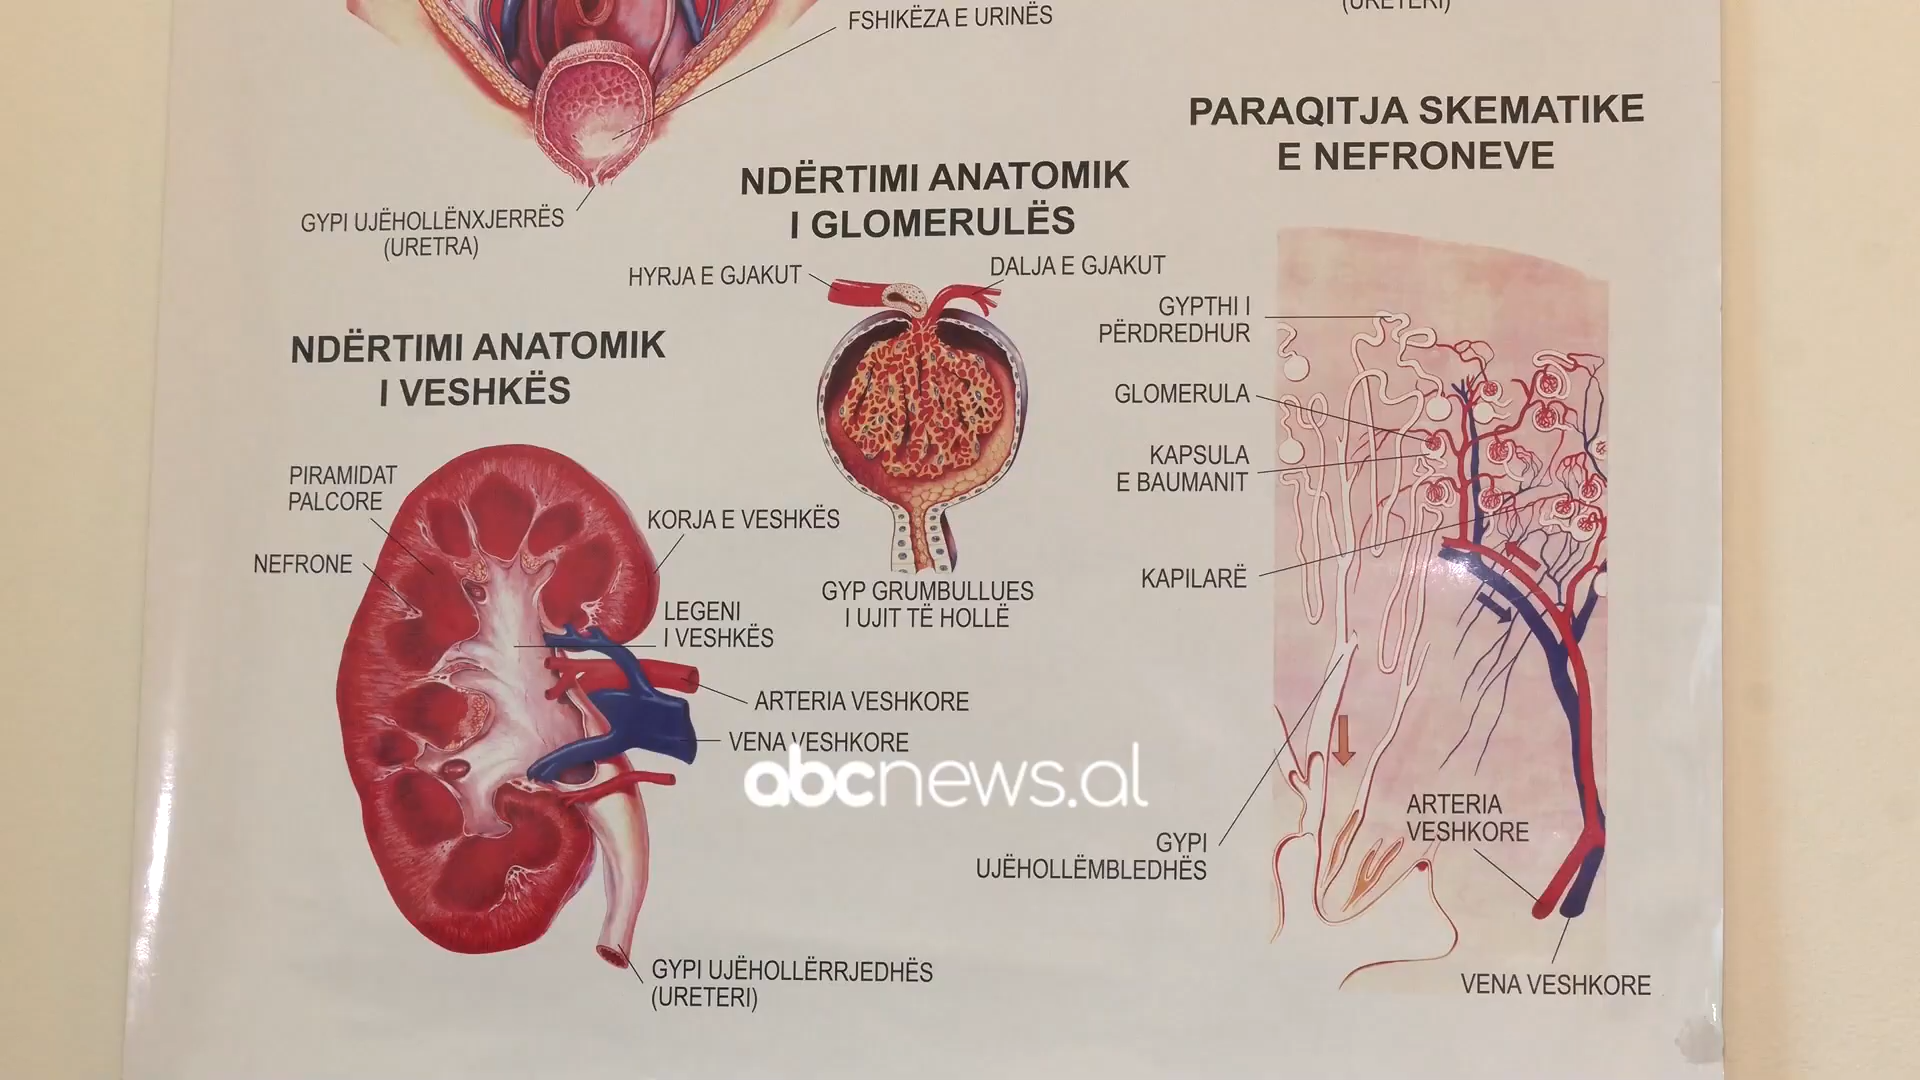 FSHIKËZA E URINËS
(URETERI)
GYPI UJËHOLLËNXJERRËS
(URETRA)
NDËRTIMI ANATOMIK
I GLOMERULËS
HYRJA E GJAKUT
DALJA E GJAKUT
GYP GRUMBULLUES
I UJIT TË HOLLË
PARAQITJA SKEMATIKE
E NEFRONEVE
GYPTHI I
PËRDREDHUR
GLOMERULA
KAPSULA
E BAUMANIT
KAPILARË
GYPI
UJËHOLLËMBLEDHËS
ARTERIA
VESHKORE
VENA VESHKORE
NDËRTIMI ANATOMIK
I VESHKËS
PIRAMIDAT
PALCORE
NEFRONE
KORJA E VESHKËS
LEGENI
I VESHKËS
ARTERIA VESHKORE
VENA VESHKORE
GYPI UJËHOLLËRRJEDHËS
(URETERI)
abcnews.al